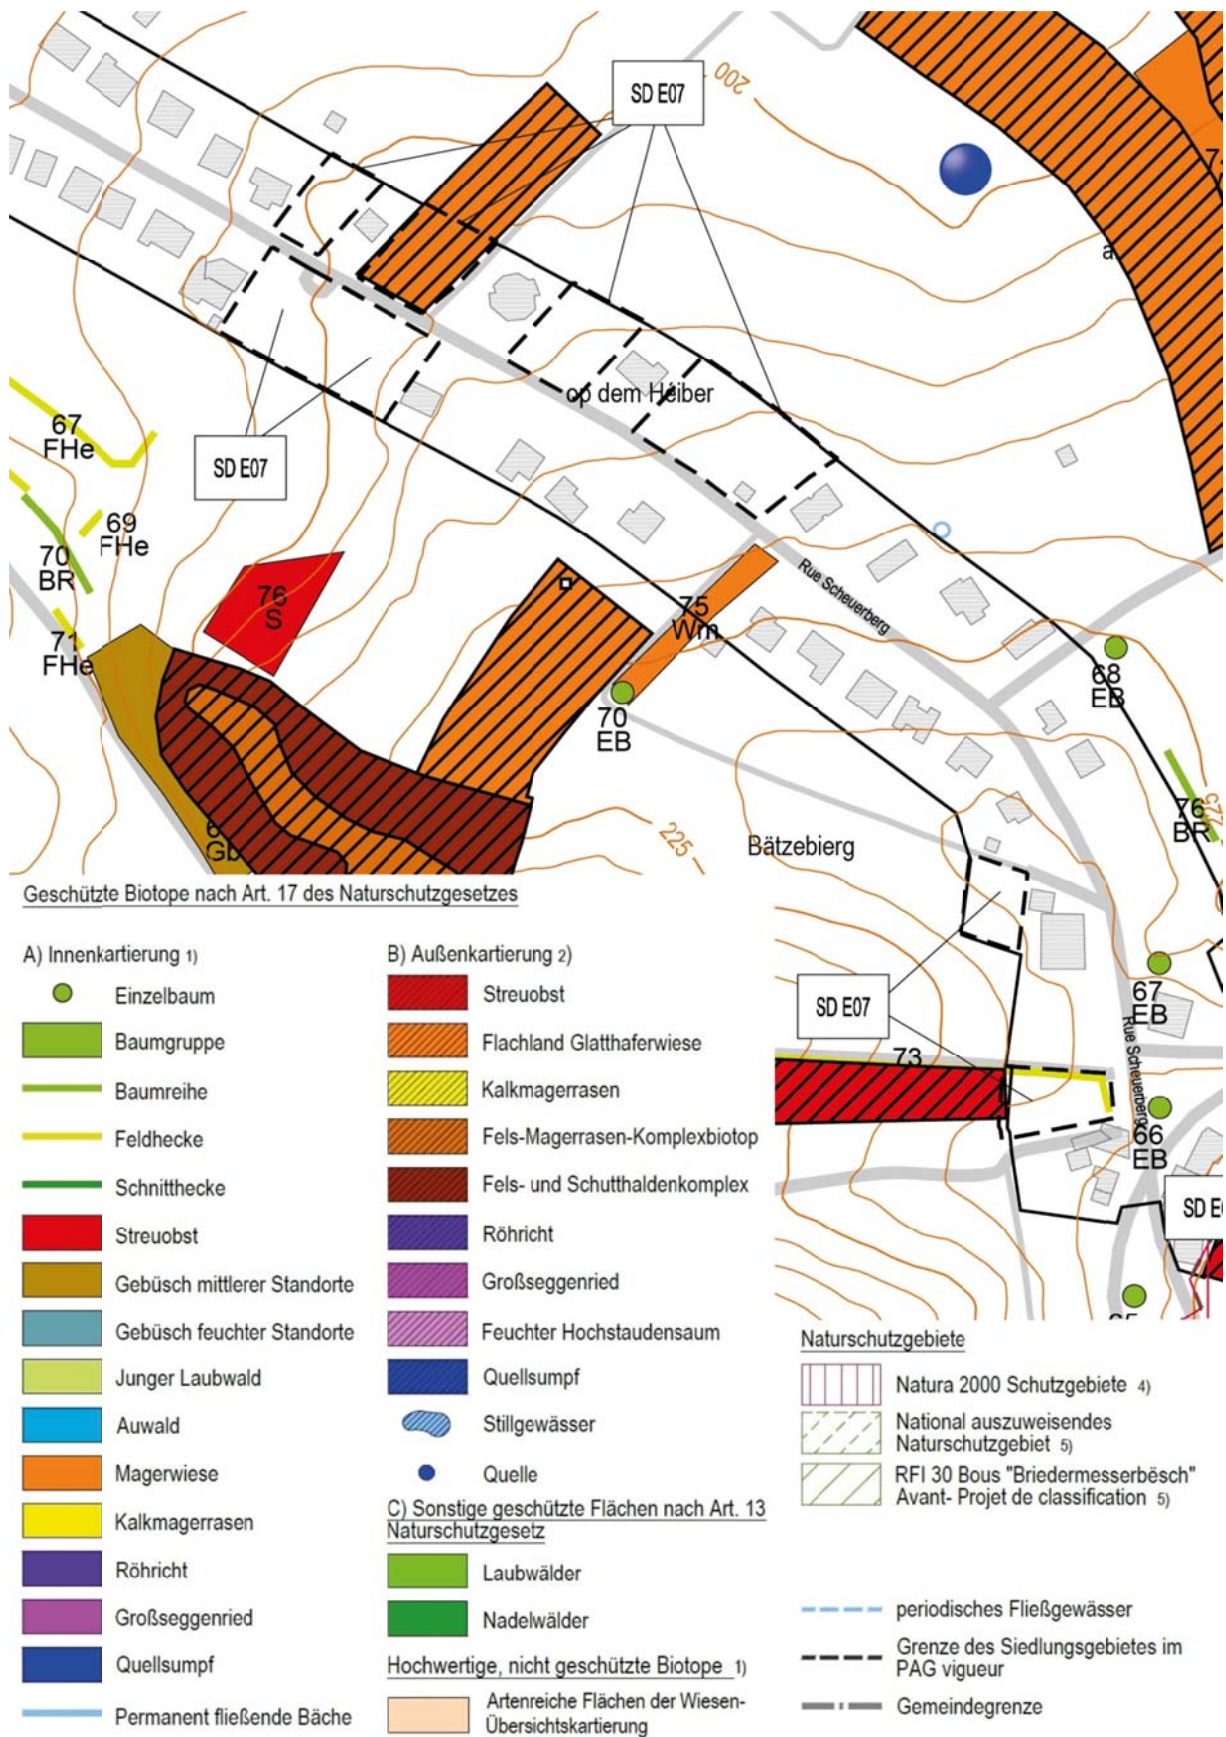 SD E07
200
a
op dem Heiber
67
FHe
SD E07
69
FHe
70
BR
76
S
71
FHe
75
Wm
Rue Scheuerberg
70
EB
68
EB
76
BR
225
Bätzebierg
225
Gb
SD E07
67
EB
73
Rue Scheuerberg
66
EB
Geschützte Biotope nach Art. 17 des Naturschutzgesetzes
A) Innenkartierung 1)
Einzelbaum
Baumgruppe
Baumreihe
Feldhecke
Schnitthecke
Streuobst
Gebüsch mittlerer Standorte
Gebüsch feuchter Standorte
Junger Laubwald
Auwald
Magerwiese
Kalkmagerrasen
Röhricht
Großseggenried
Quellsumpf
Permanent fließende Bäche
B) Außenkartierung 2)
Streuobst
Flachland Glatthaferwiese
Kalkmagerrasen
Fels-Magerrasen-Komplexbiotop
Fels- und Schutthaldenkomplex
Röhricht
Großseggenried
Feuchter Hochstaudensaum
Quellsumpf
Stillgewässer
Quelle
C) Sonstige geschützte Flächen nach Art. 13
Naturschutzgesetz
Laubwälder
Nadelwälder
Hochwertige, nicht geschützte Biotope 1)
Artenreiche Flächen der Wiesen-
Übersichtskartierung
Naturschutzgebiete
Natura 2000 Schutzgebiete 4)
National auszuweisendes
Naturschutzgebiet 5)
RFI 30 Bous "Briedermesserbësch"
Avant- Projet de classification 5)
periodisches Fließgewässer
Grenze des Siedlungsgebietes im
PAG vigueur
Gemeindegrenze